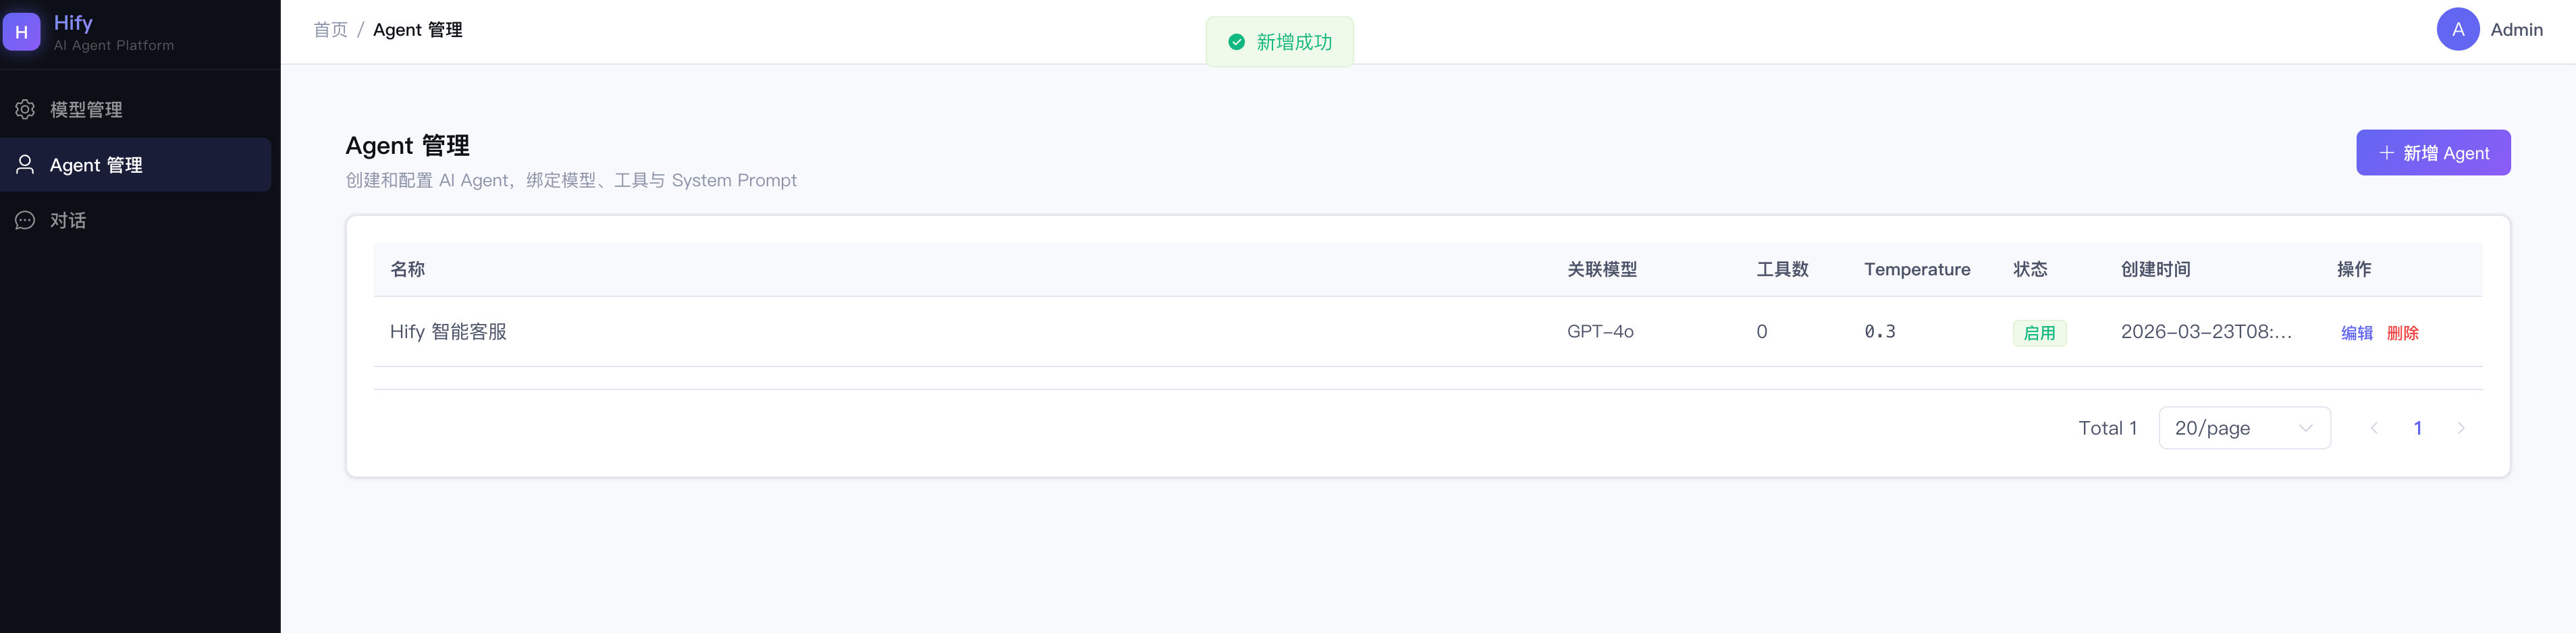 H
Hify
AI Agent Platform
模型管理
Agent 管理
对话
首页 / Agent 管理
新增成功
A Admin
Agent 管理
创建和配置 AI Agent，绑定模型、工具与 System Prompt
新增 Agent
名称 关联模型 工具数 Temperature 状态 创建时间 操作
Hify 智能客服 GPT-4o 0 0.3 启用 2026-03-23T08:... 编辑 删除
Total 1 20/page 1